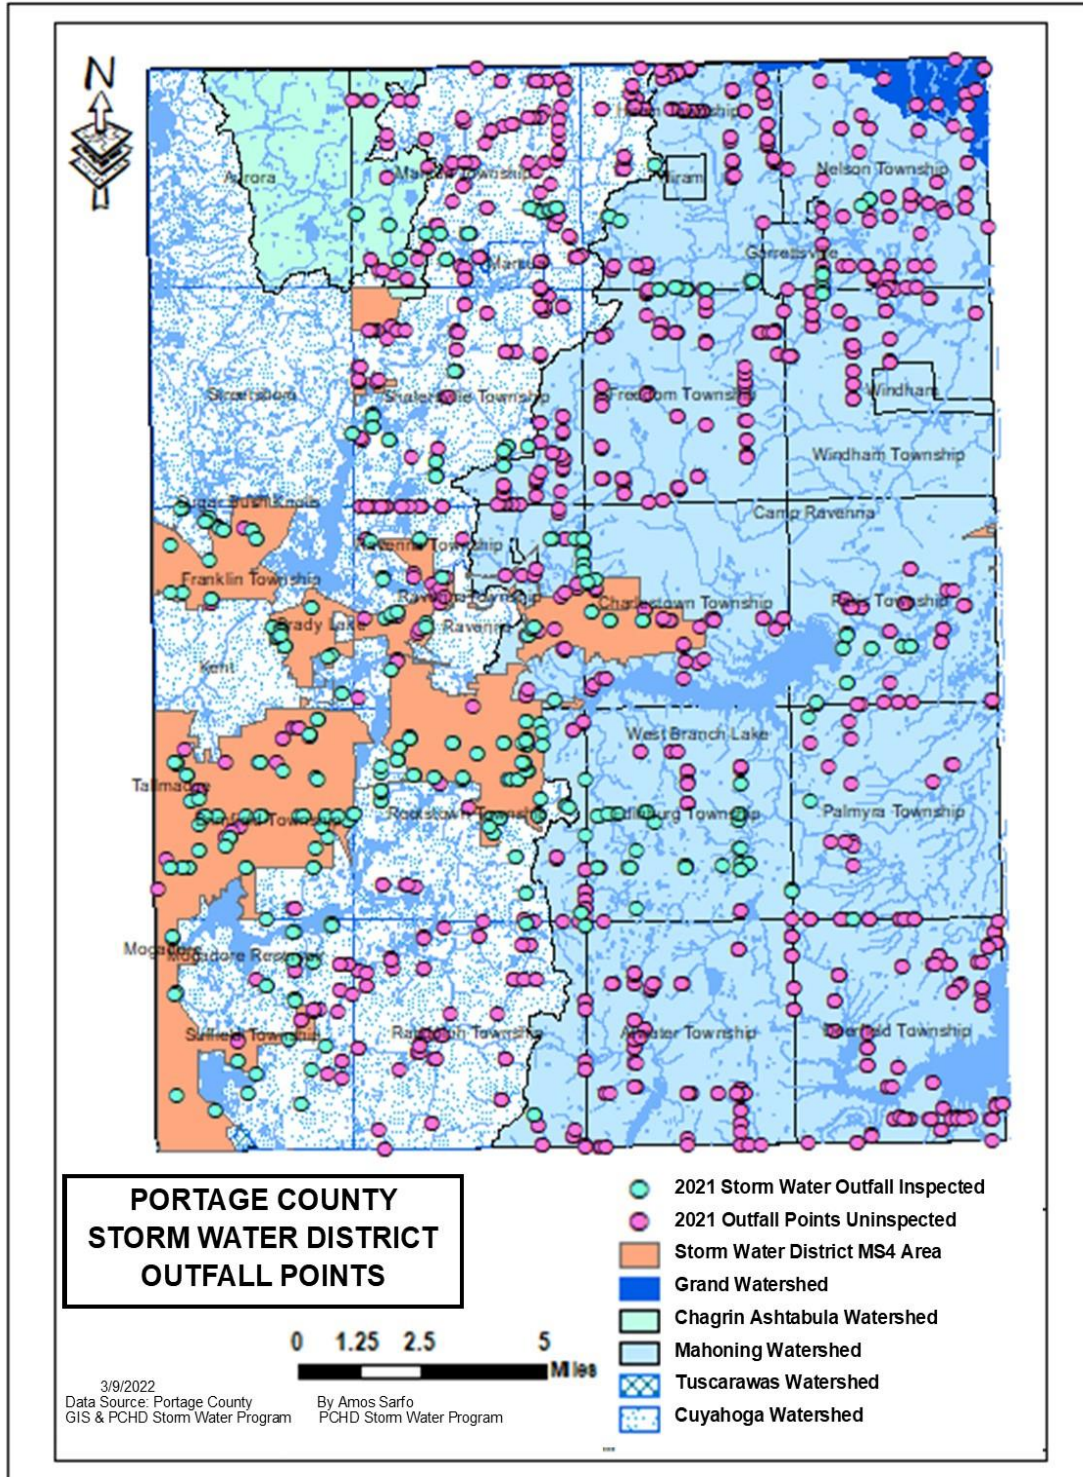 N
Hiram Township
Aurora
Mantua Township
Hiram
Nelson Township
Garrettsville
Mantua
Streetsboro
Shalersville Township
Freedom Township
Windham
Windham Township
Sugar Bush Knolls
Camp Ravenna
Ravenna Township
Franklin Township
Ravenna Township
Charlestown Township
Paris Township
Brady Lake
Ravenna
Kent
West Branch Lake
Tallmadge
Brimfield Township
Rootstown Township
Edinburg Township
Palmyra Township
Mogadore
Mogadore Reservoir
Suffield Township
Randolph Township
Atwater Township
Deerfield Township
PORTAGE COUNTY
STORM WATER DISTRICT
OUTFALL POINTS
0 1.25 2.5 5
Miles
3/9/2022
Data Source: Portage County
GIS & PCHD Storm Water Program
By Amos Sarfo
PCHD Storm Water Program
2021 Storm Water Outfall Inspected
2021 Outfall Points Uninspected
Storm Water District MS4 Area
Grand Watershed
Chagrin Ashtabula Watershed
Mahoning Watershed
Tuscarawas Watershed
Cuyahoga Watershed